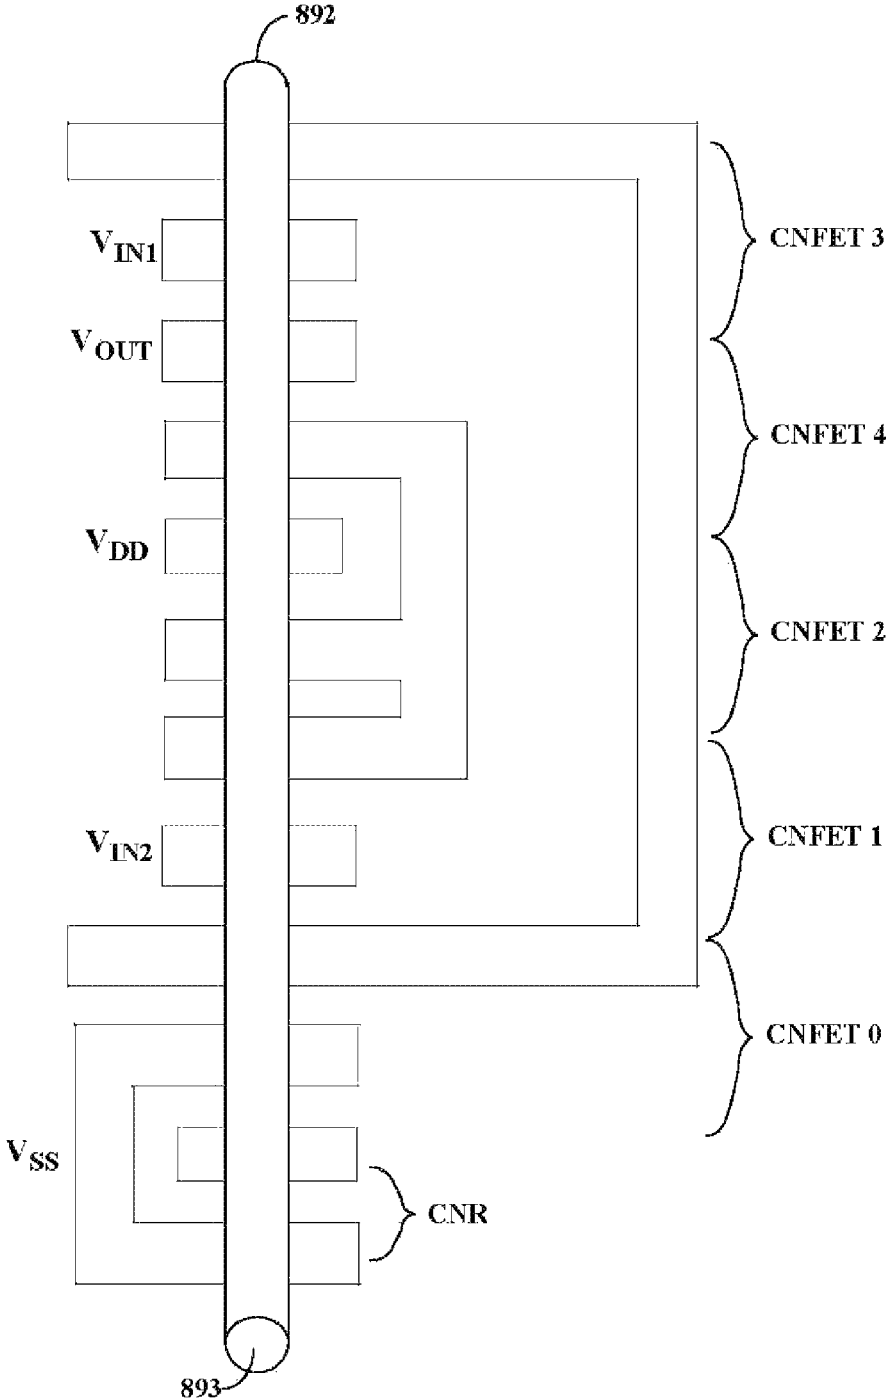 892
V_IN1
CNFET 3
V_OUT
CNFET 4
V_DD
CNFET 2
V_IN2
CNFET 1
CNFET 0
V_SS
CNR
893